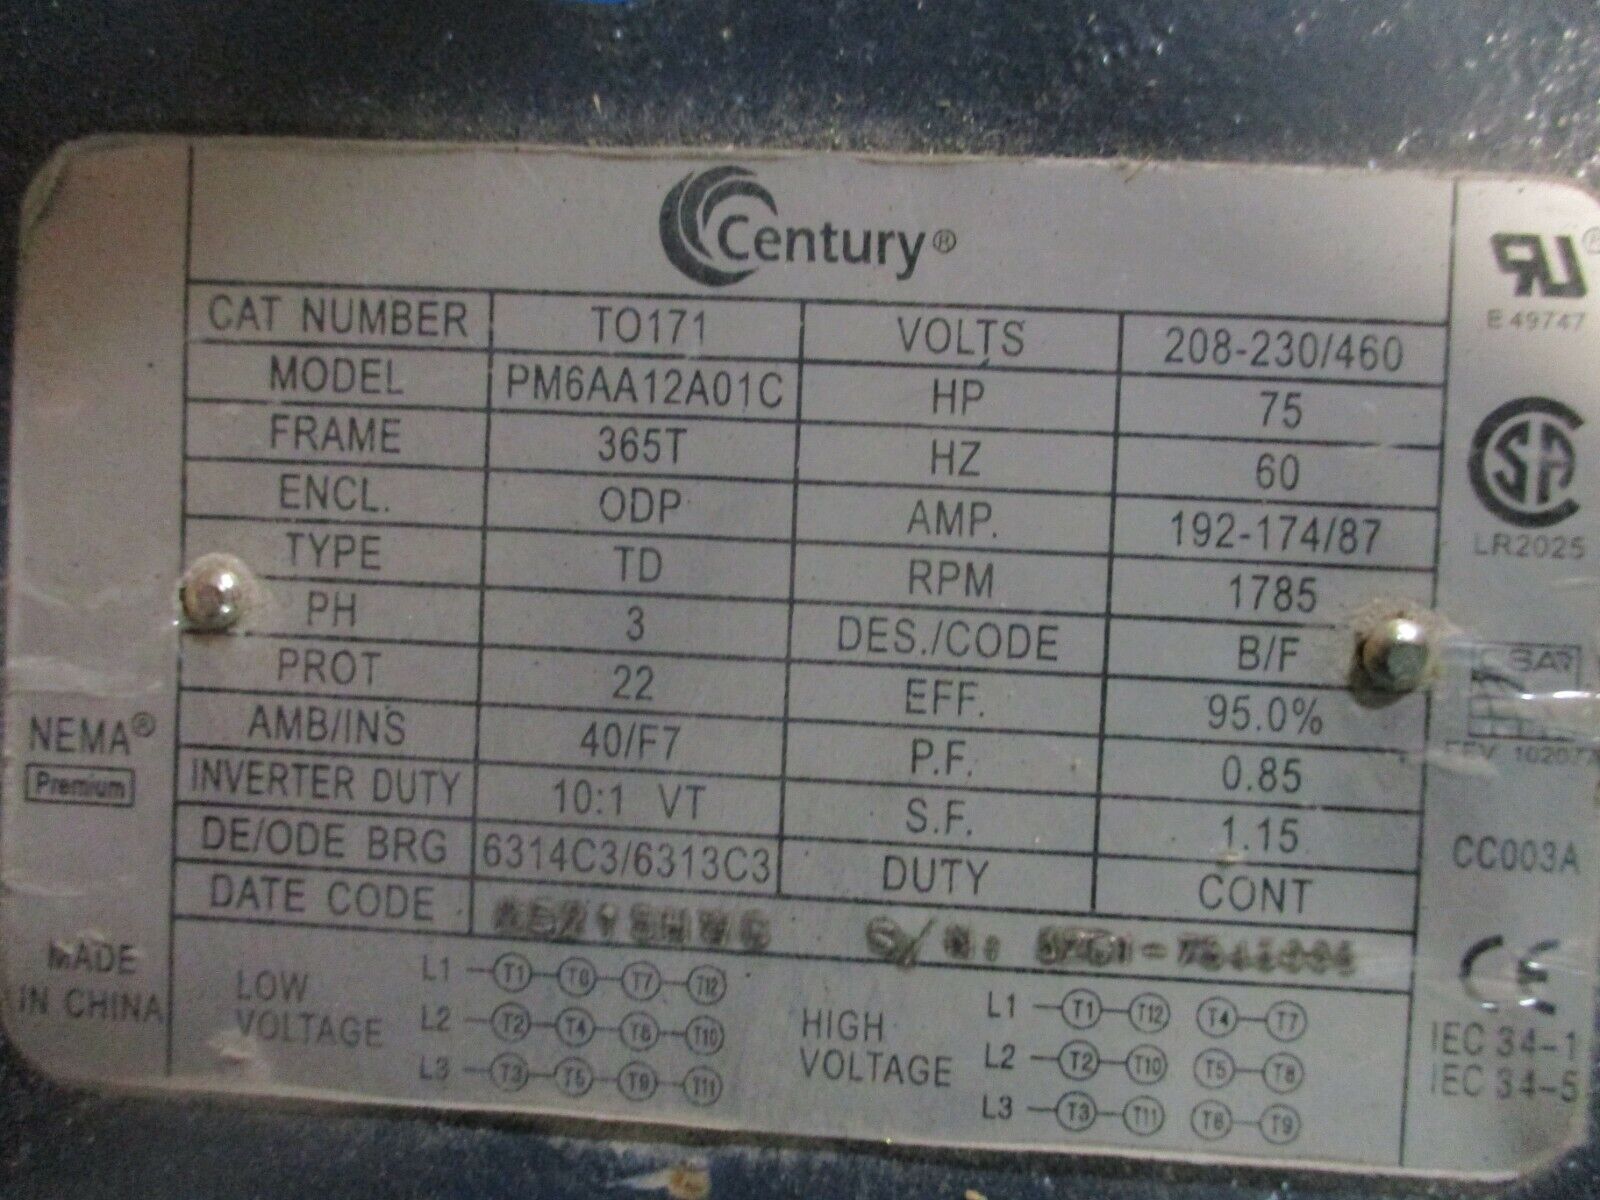 Century®
CAT NUMBER TO171 VOLTS 208-230/460
MODEL PM6AA12A01C HP 75
FRAME 365T HZ 60
ENCL. ODP AMP. 192-174/87
TYPE TD RPM 1785
PH 3 DES./CODE B/F
PROT 22 EFF. 95.0%
AMB/INS 40/F7 P.F. 0.85
INVERTER DUTY 10:1 VT S.F. 1.15
DE/ODE BRG 6314C3/6313C3 DUTY CONT
DATE CODE S/N:
LOW VOLTAGE
L1 T1 T6 T7 T12
L2 T2 T4 T8 T10
L3 T3 T5 T9 T11
HIGH VOLTAGE
L1 T1 T12 T4 T7
L2 T2 T10 T5 T8
L3 T3 T11 T6 T9
NEMA®
Premium
MADE
IN CHINA
®
E 49747
LR2025
CC003A
CE
IEC 34-1
IEC 34-5